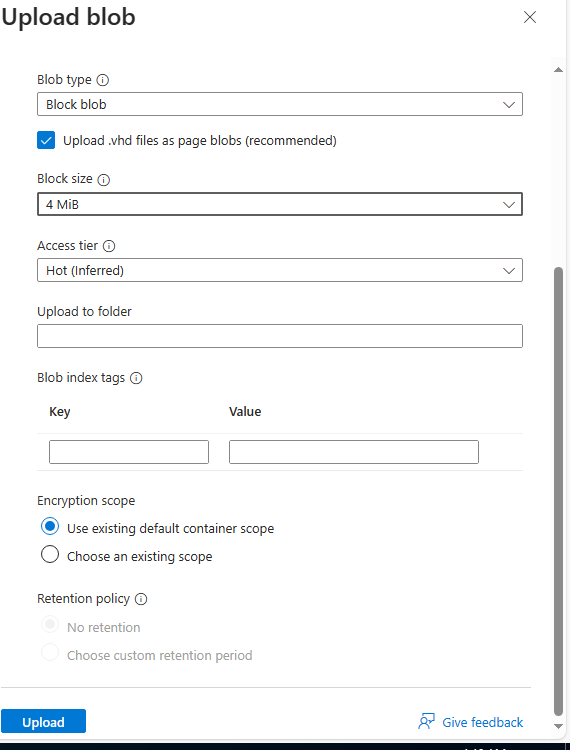 Upload blob
Blob type
Block blob
Upload .vhd files as page blobs (recommended)
Block size
4 MiB
Access tier
Hot (Inferred)
Upload to folder
Blob index tags
Key Value
Encryption scope
Use existing default container scope
Choose an existing scope
Retention policy
No retention
Choose custom retention period
Upload Give feedback